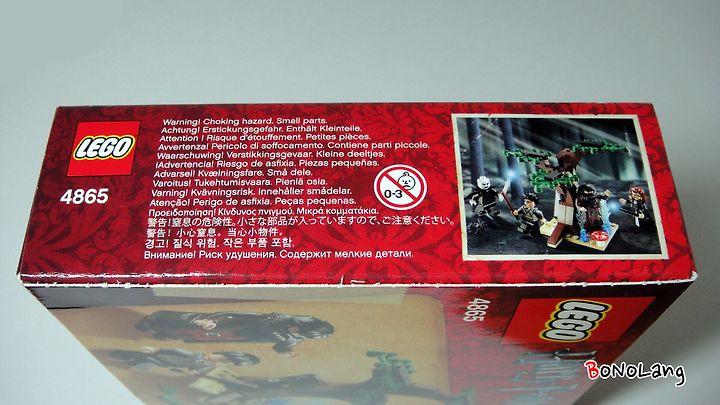 LEGO
4865
Warning! Choking hazard. Small parts.
Achtung! Erstickungsgefahr. Enthält Kleinteile.
Attention ! Risque d'étouffement. Petites pièces.
Avvertenza! Pericolo di soffocamento. Contiene parti piccole.
Waarschuwing! Verstikkingsgevaar. Kleine deeltjes.
¡Advertencia! Riesgo de asfixia. Piezas pequeñas.
Advarsel! Kvælningsfare. Små dele.
Varoitus! Tukehtumisvaara. Pieniä osia.
Varning! Kvävningsrisk. Innehåller smådelar.
Atenção! Perigo de asfixia. Peças pequenas.
Προειδοποίηση! Κίνδυνος πνιγμού. Μικρά κομματάκια.
警告!窒息の危険性。小さな部品が入っていますので、ご注意ください。
警告!小心窒息。当心小物件。
경고! 질식 위험. 작은 부품 포함.
Внимание! Риск удушения. Содержит мелкие детали.
0-3
4865
LEGO
BoNoLang